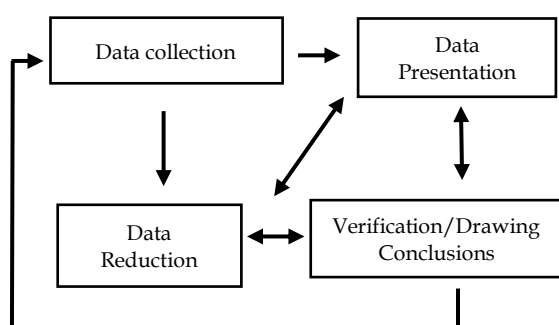 Data collection
Data
Presentation
Data
Reduction
Verification/Drawing
Conclusions